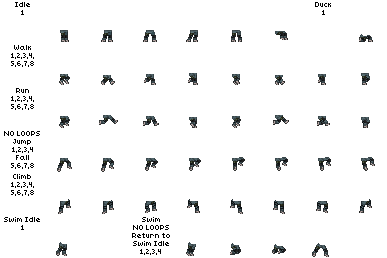 Idle
1
Duck
1
Walk
1,2,3,4,
5,6,7,8
Run
1,2,3,4,
5,6,7,8
NO LOOPS
Jump
1,2,3,4
Fall
5,6,7,8
Climb
1,2,3,4,
5,6,7,8
Swim Idle
1
Swim
NO LOOPS
Return to
Swim Idle
1,2,3,4